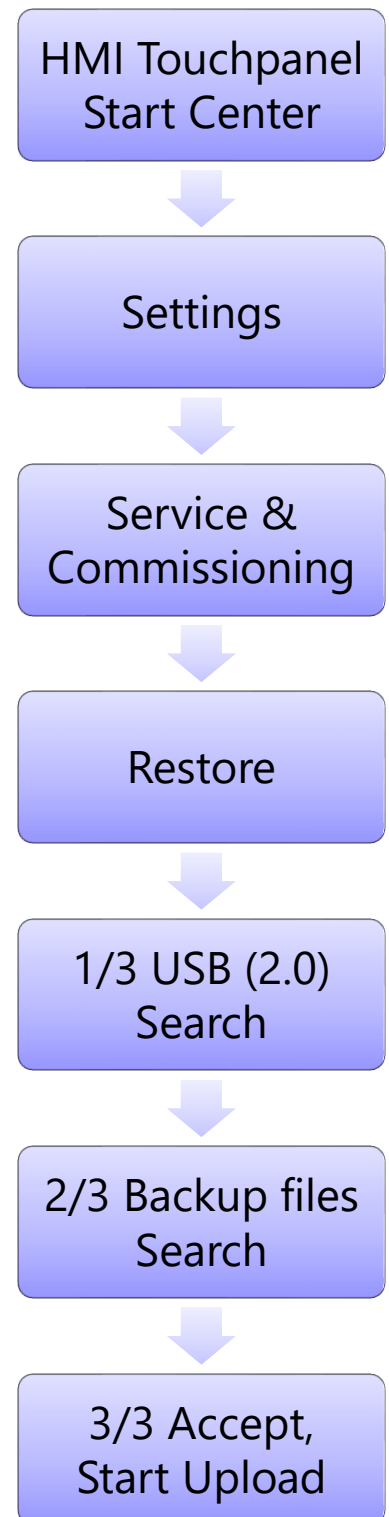 HMI Touchpanel
Start Center
Settings
Service &
Commissioning
Restore
1/3 USB (2.0)
Search
2/3 Backup files
Search
3/3 Accept,
Start Upload